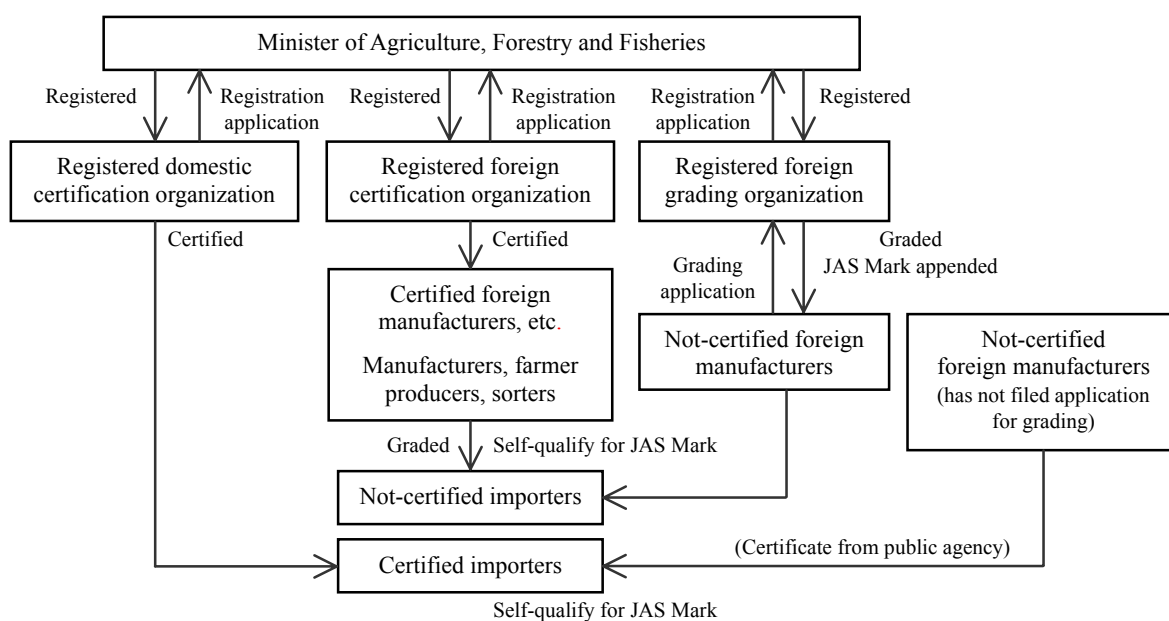 Minister of Agriculture, Forestry and Fisheries
Registered
Registration
application
Registered
Registration
application
Registration
application
Registered
Registered domestic
certification organization
Registered foreign
certification organization
Registered foreign
grading organization
Certified
Certified
Grading
application
Graded
JAS Mark appended
Certified foreign
manufacturers, etc.
Manufacturers, farmer
producers, sorters
Not-certified foreign
manufacturers
Not-certified
foreign manufacturers
(has not filed application
for grading)
Graded
Self-qualify for JAS Mark
Not-certified importers
Certified importers
(Certificate from public agency)
Self-qualify for JAS Mark